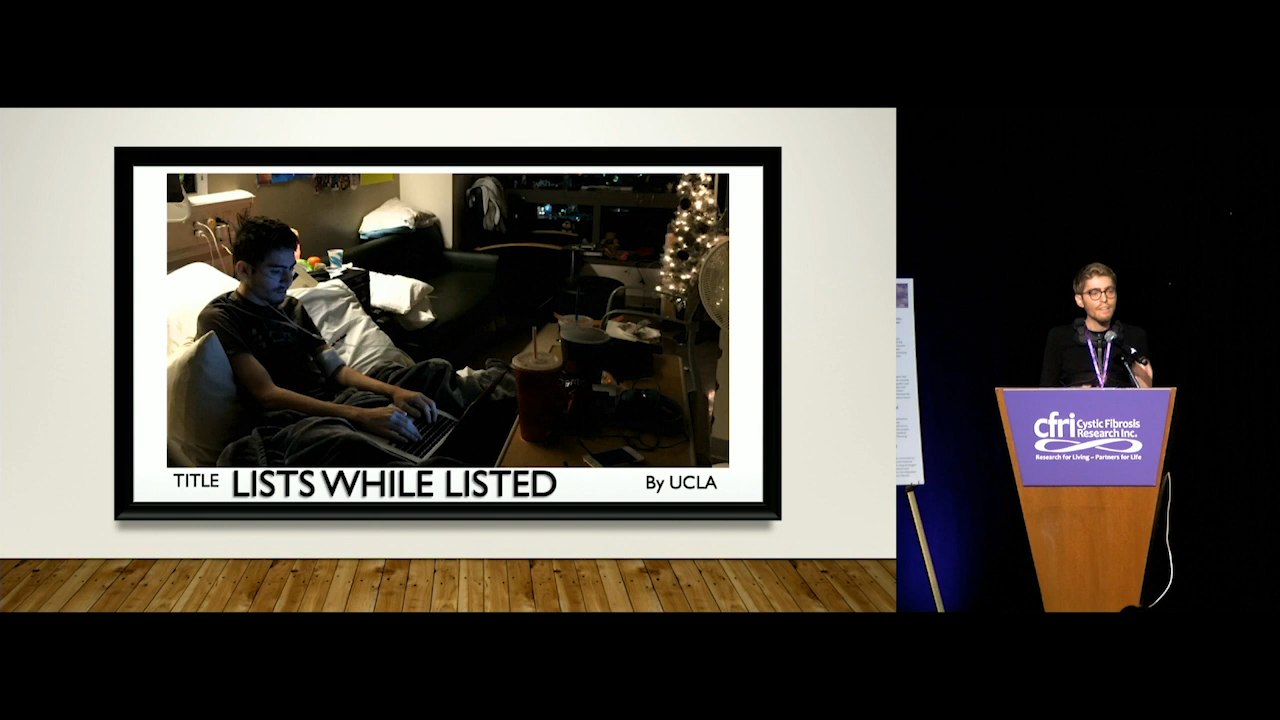 TITLE LISTS WHILE LISTED By UCLA
cfri Cystic Fibrosis
Research Inc.
Research for Living ~ Partners for Life